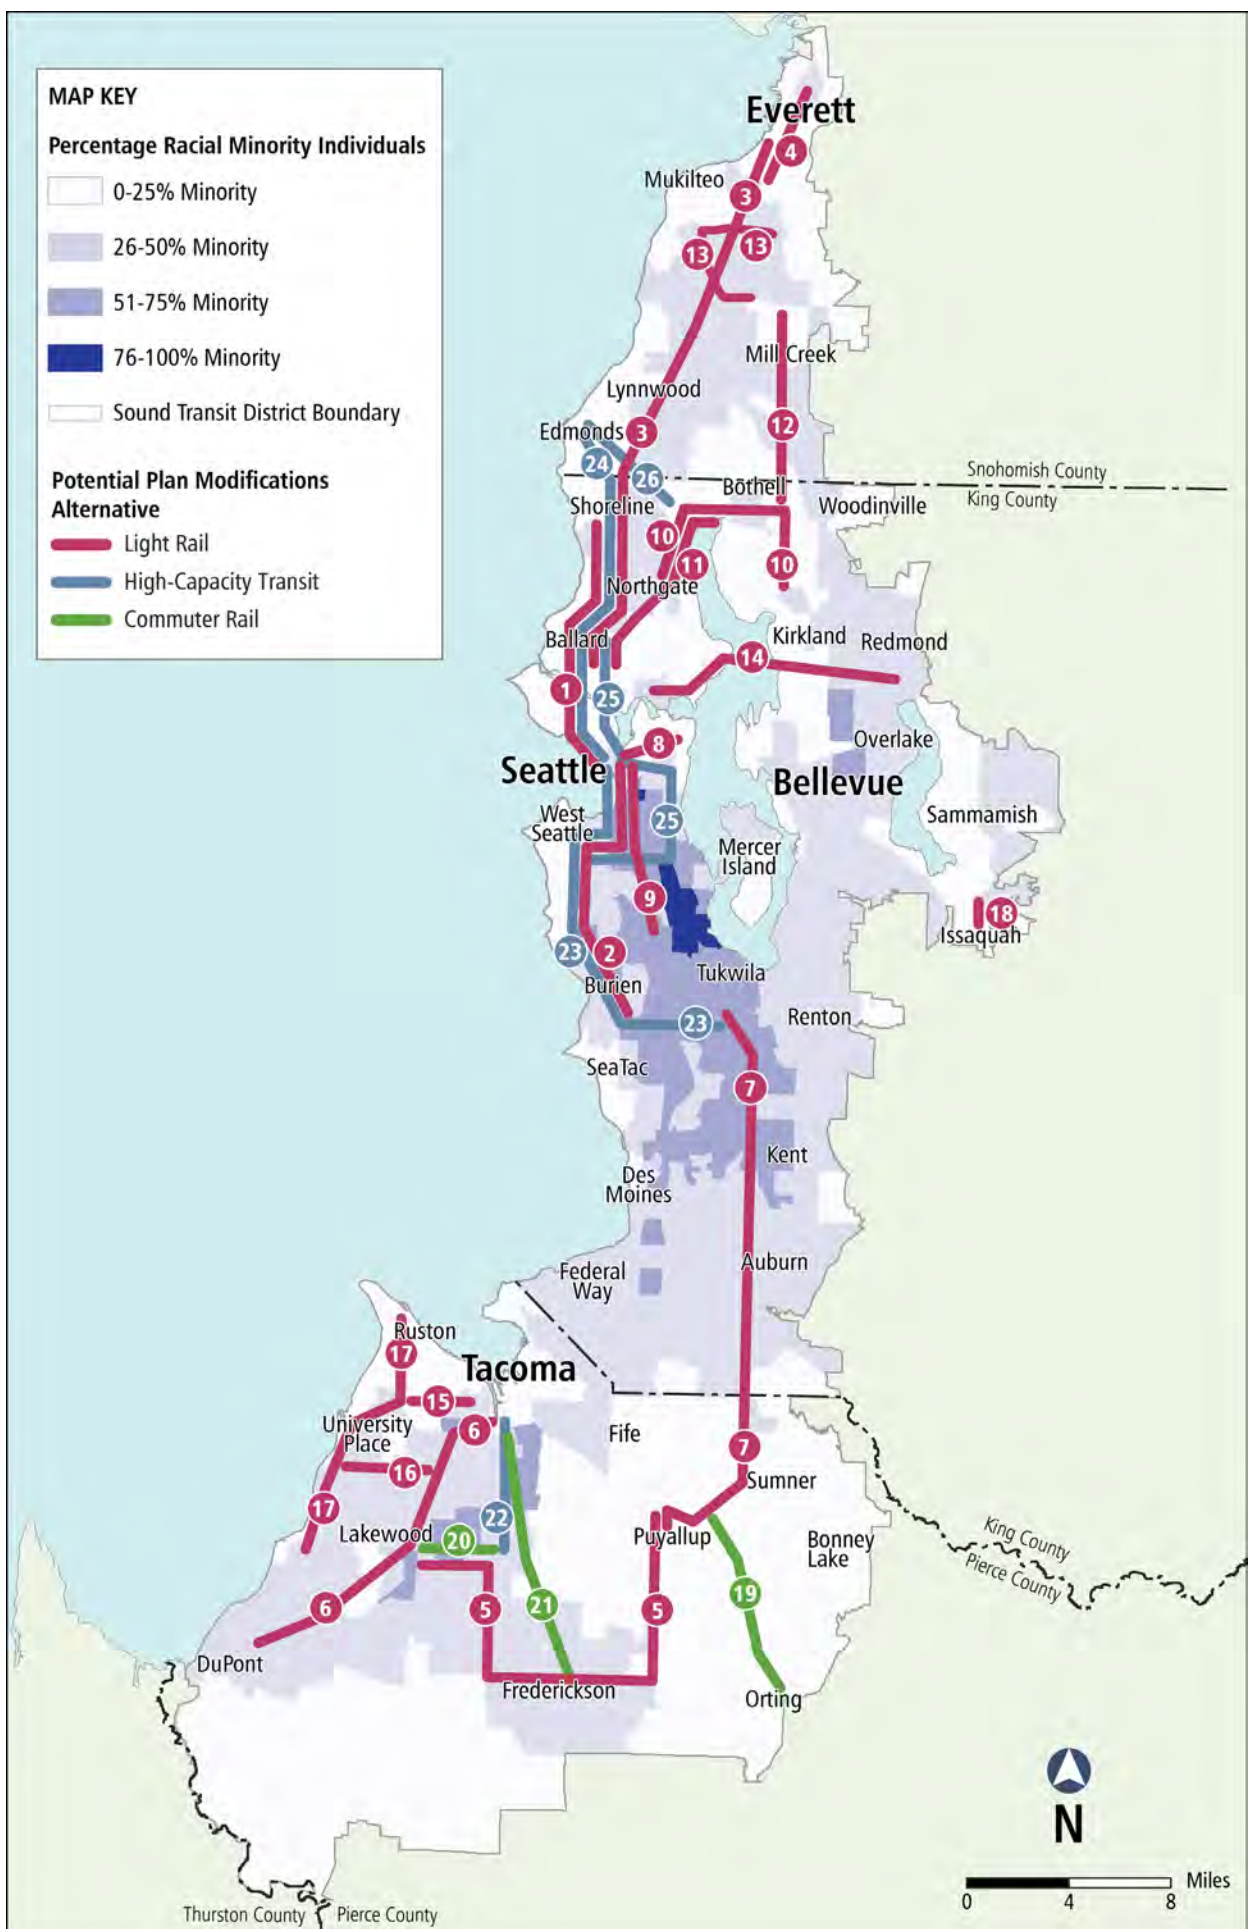 MAP KEY
Percentage Racial Minority Individuals
0-25% Minority
26-50% Minority
51-75% Minority
76-100% Minority
Sound Transit District Boundary
Potential Plan Modifications
Alternative
Light Rail
High-Capacity Transit
Commuter Rail
Everett
4
Mukilteo
3
13
13
Mill Creek
Lynnwood
12
Edmonds
3
24
26
Snohomish County
King County
Bothell
Shoreline
Woodinville
10
11
10
Northgate
Ballard
Kirkland
Redmond
14
1
25
8
Overlake
Seattle
Bellevue
West
Seattle
25
Sammamish
Mercer
Island
9
18
Issaquah
23
2
Tukwila
Burien
23
Renton
SeaTac
7
Kent
Des
Moines
Auburn
Federal
Way
Ruston
17
Tacoma
15
University
Place
6
Fife
7
16
Sumner
17
22
Lakewood
20
Puyallup
Bonney
Lake
King County
Pierce County
19
6
5
21
5
DuPont
Frederickson
Orting
N
Miles
0
4
8
Thurston County
Pierce County